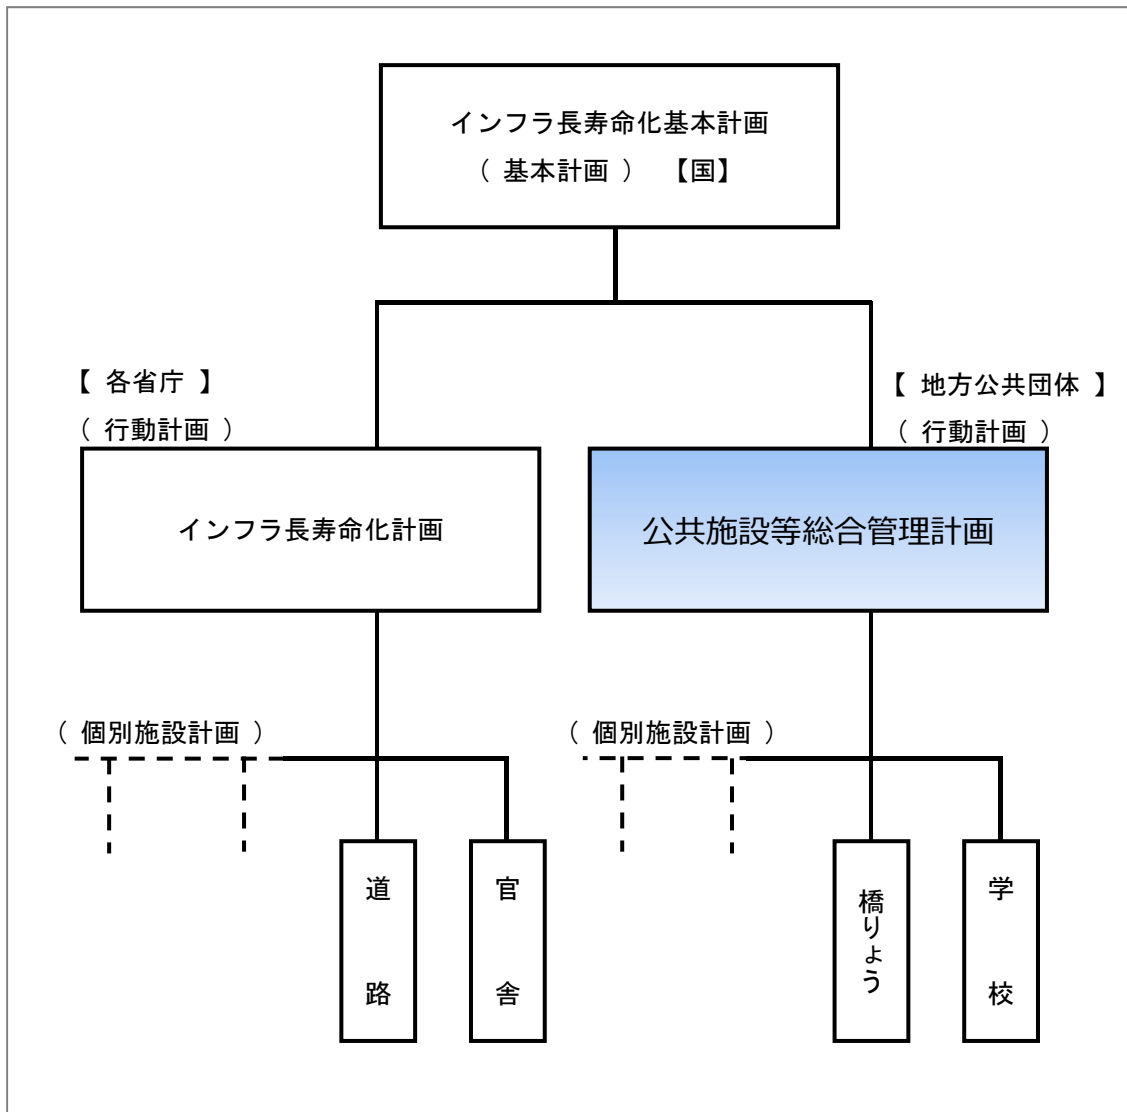 インフラ長寿命化基本計画
（ 基本計画 ） 【国】
【 各省庁 】
（ 行動計画 ）
インフラ長寿命化計画
【 地方公共団体 】
（ 行動計画 ）
公共施設等総合管理計画
（ 個別施設計画 ）
道路
官舎
（ 個別施設計画 ）
橋りょう
学校